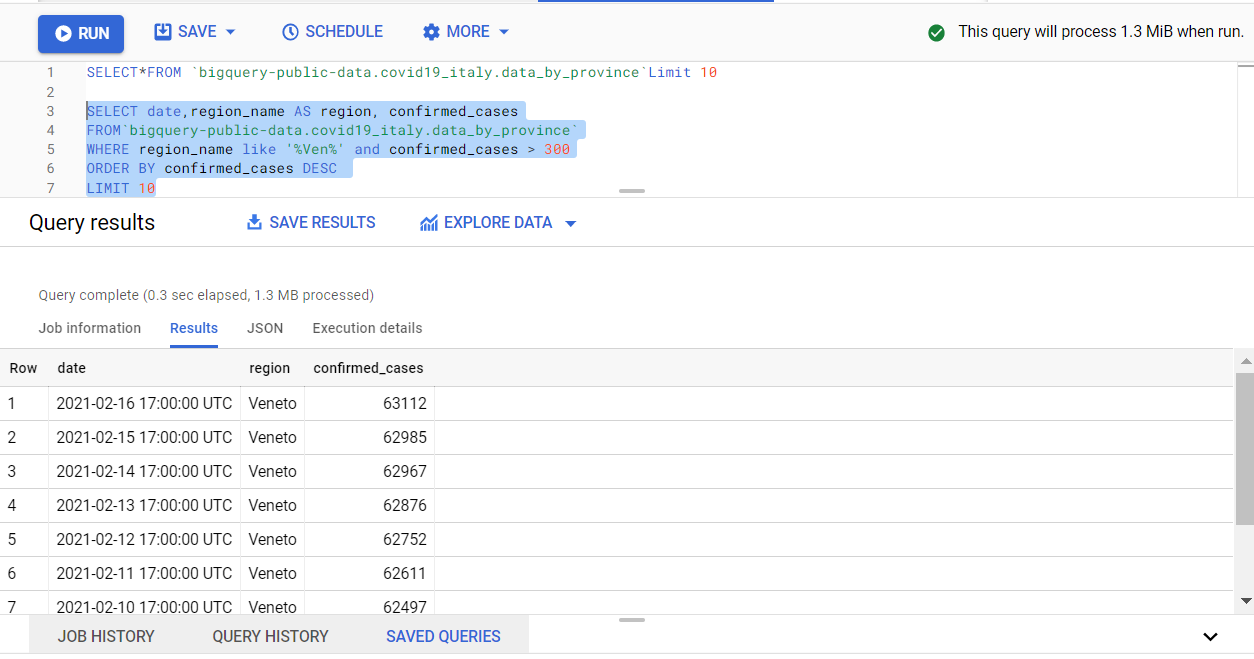 RUN SAVE SCHEDULE MORE This query will process 1.3 MiB when run.
1 SELECT*FROM `bigquery-public-data.covid19_italy.data_by_province`Limit 10
2
3 SELECT date,region_name AS region, confirmed_cases
4 FROM`bigquery-public-data.covid19_italy.data_by_province`
5 WHERE region_name like '%Ven%' and confirmed_cases > 300
6 ORDER BY confirmed_cases DESC
7 LIMIT 10
Query results SAVE RESULTS EXPLORE DATA
Query complete (0.3 sec elapsed, 1.3 MB processed)
Job information Results JSON Execution details
Row date region confirmed_cases
1 2021-02-16 17:00:00 UTC Veneto 63112
2 2021-02-15 17:00:00 UTC Veneto 62985
3 2021-02-14 17:00:00 UTC Veneto 62967
4 2021-02-13 17:00:00 UTC Veneto 62876
5 2021-02-12 17:00:00 UTC Veneto 62752
6 2021-02-11 17:00:00 UTC Veneto 62611
7 2021-02-10 17:00:00 UTC Veneto 62497
JOB HISTORY QUERY HISTORY SAVED QUERIES